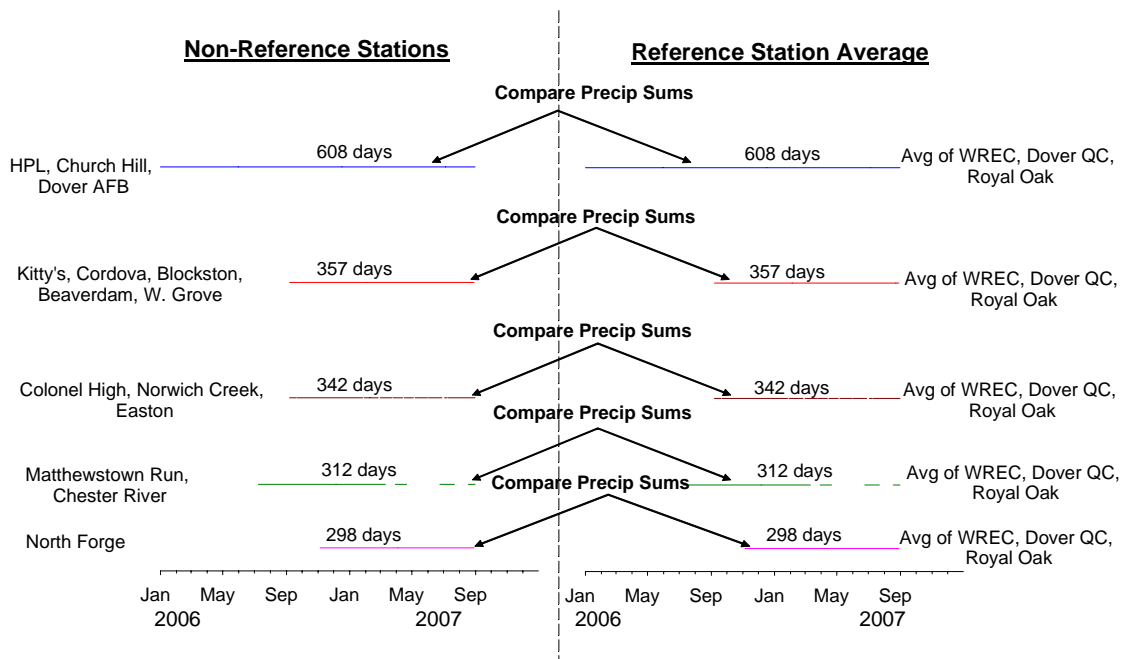 Non-Reference Stations
Reference Station Average
Compare Precip Sums
HPL, Church Hill,
Dover AFB
608 days
608 days
Avg of WREC, Dover QC,
Royal Oak
Compare Precip Sums
Kitty's, Cordova, Blockston,
Beaverdam, W. Grove
357 days
357 days
Avg of WREC, Dover QC,
Royal Oak
Compare Precip Sums
Colonel High, Norwich Creek,
Easton
342 days
342 days
Avg of WREC, Dover QC,
Royal Oak
Compare Precip Sums
Matthewstown Run,
Chester River
312 days
312 days
Avg of WREC, Dover QC,
Royal Oak
Compare Precip Sums
North Forge
298 days
298 days
Avg of WREC, Dover QC,
Royal Oak
Jan May Sep Jan May Sep
2006 2007
Jan May Sep Jan May Sep
2006 2007